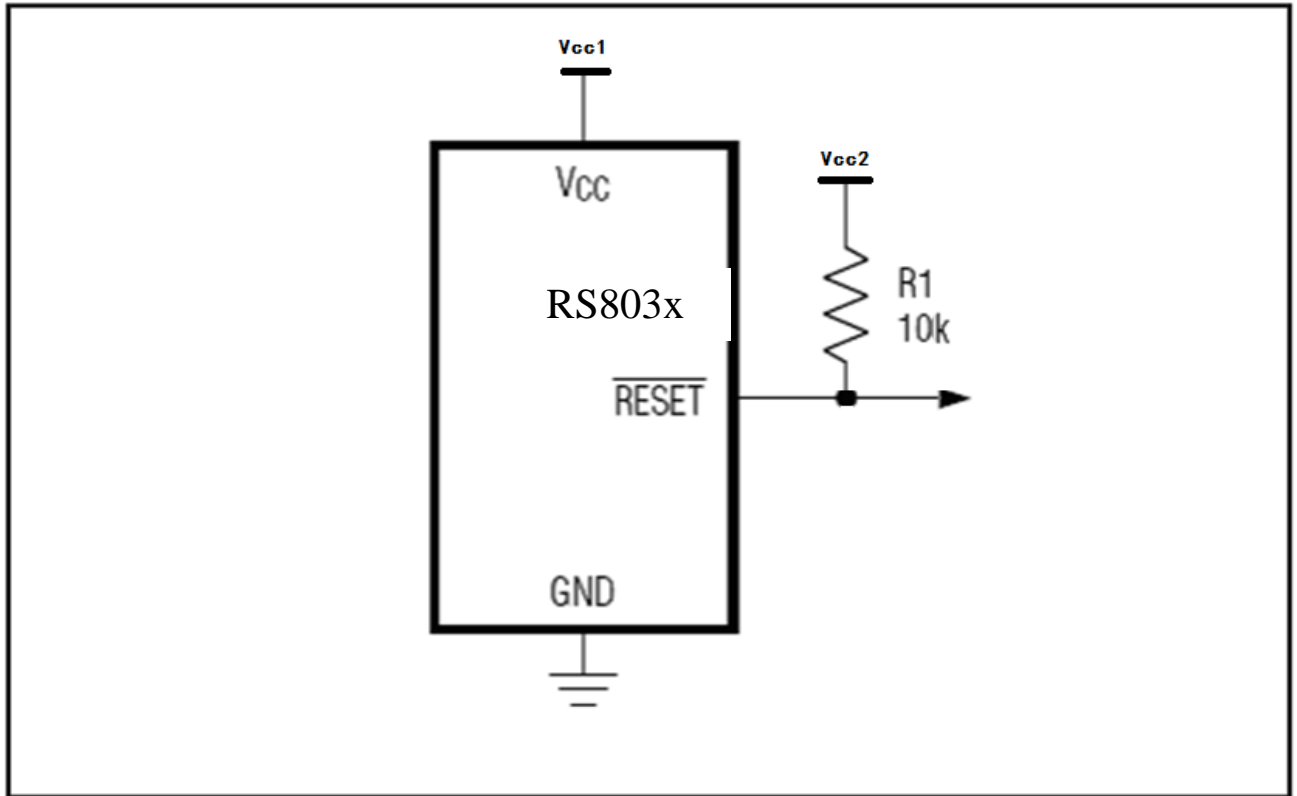 Vcc1
Vcc2
VCC
RS803x
R1
10k
RESET
GND